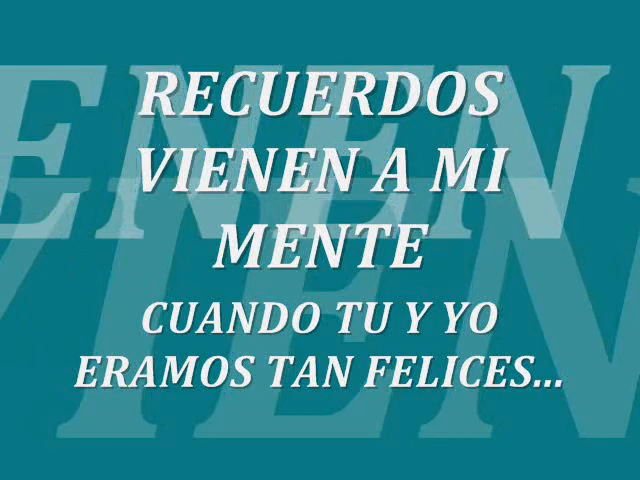 RECUERDOS
VIENEN A MI
MENTE
CUANDO TU Y YO
ERAMOS TAN FELICES...